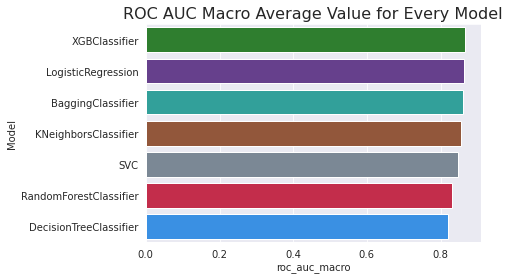 ROC AUC Macro Average Value for Every Model
XGBClassifier
LogisticRegression
BaggingClassifier
KNeighborsClassifier
SVC
RandomForestClassifier
DecisionTreeClassifier
Model
0.0 0.2 0.4 0.6 0.8
roc_auc_macro